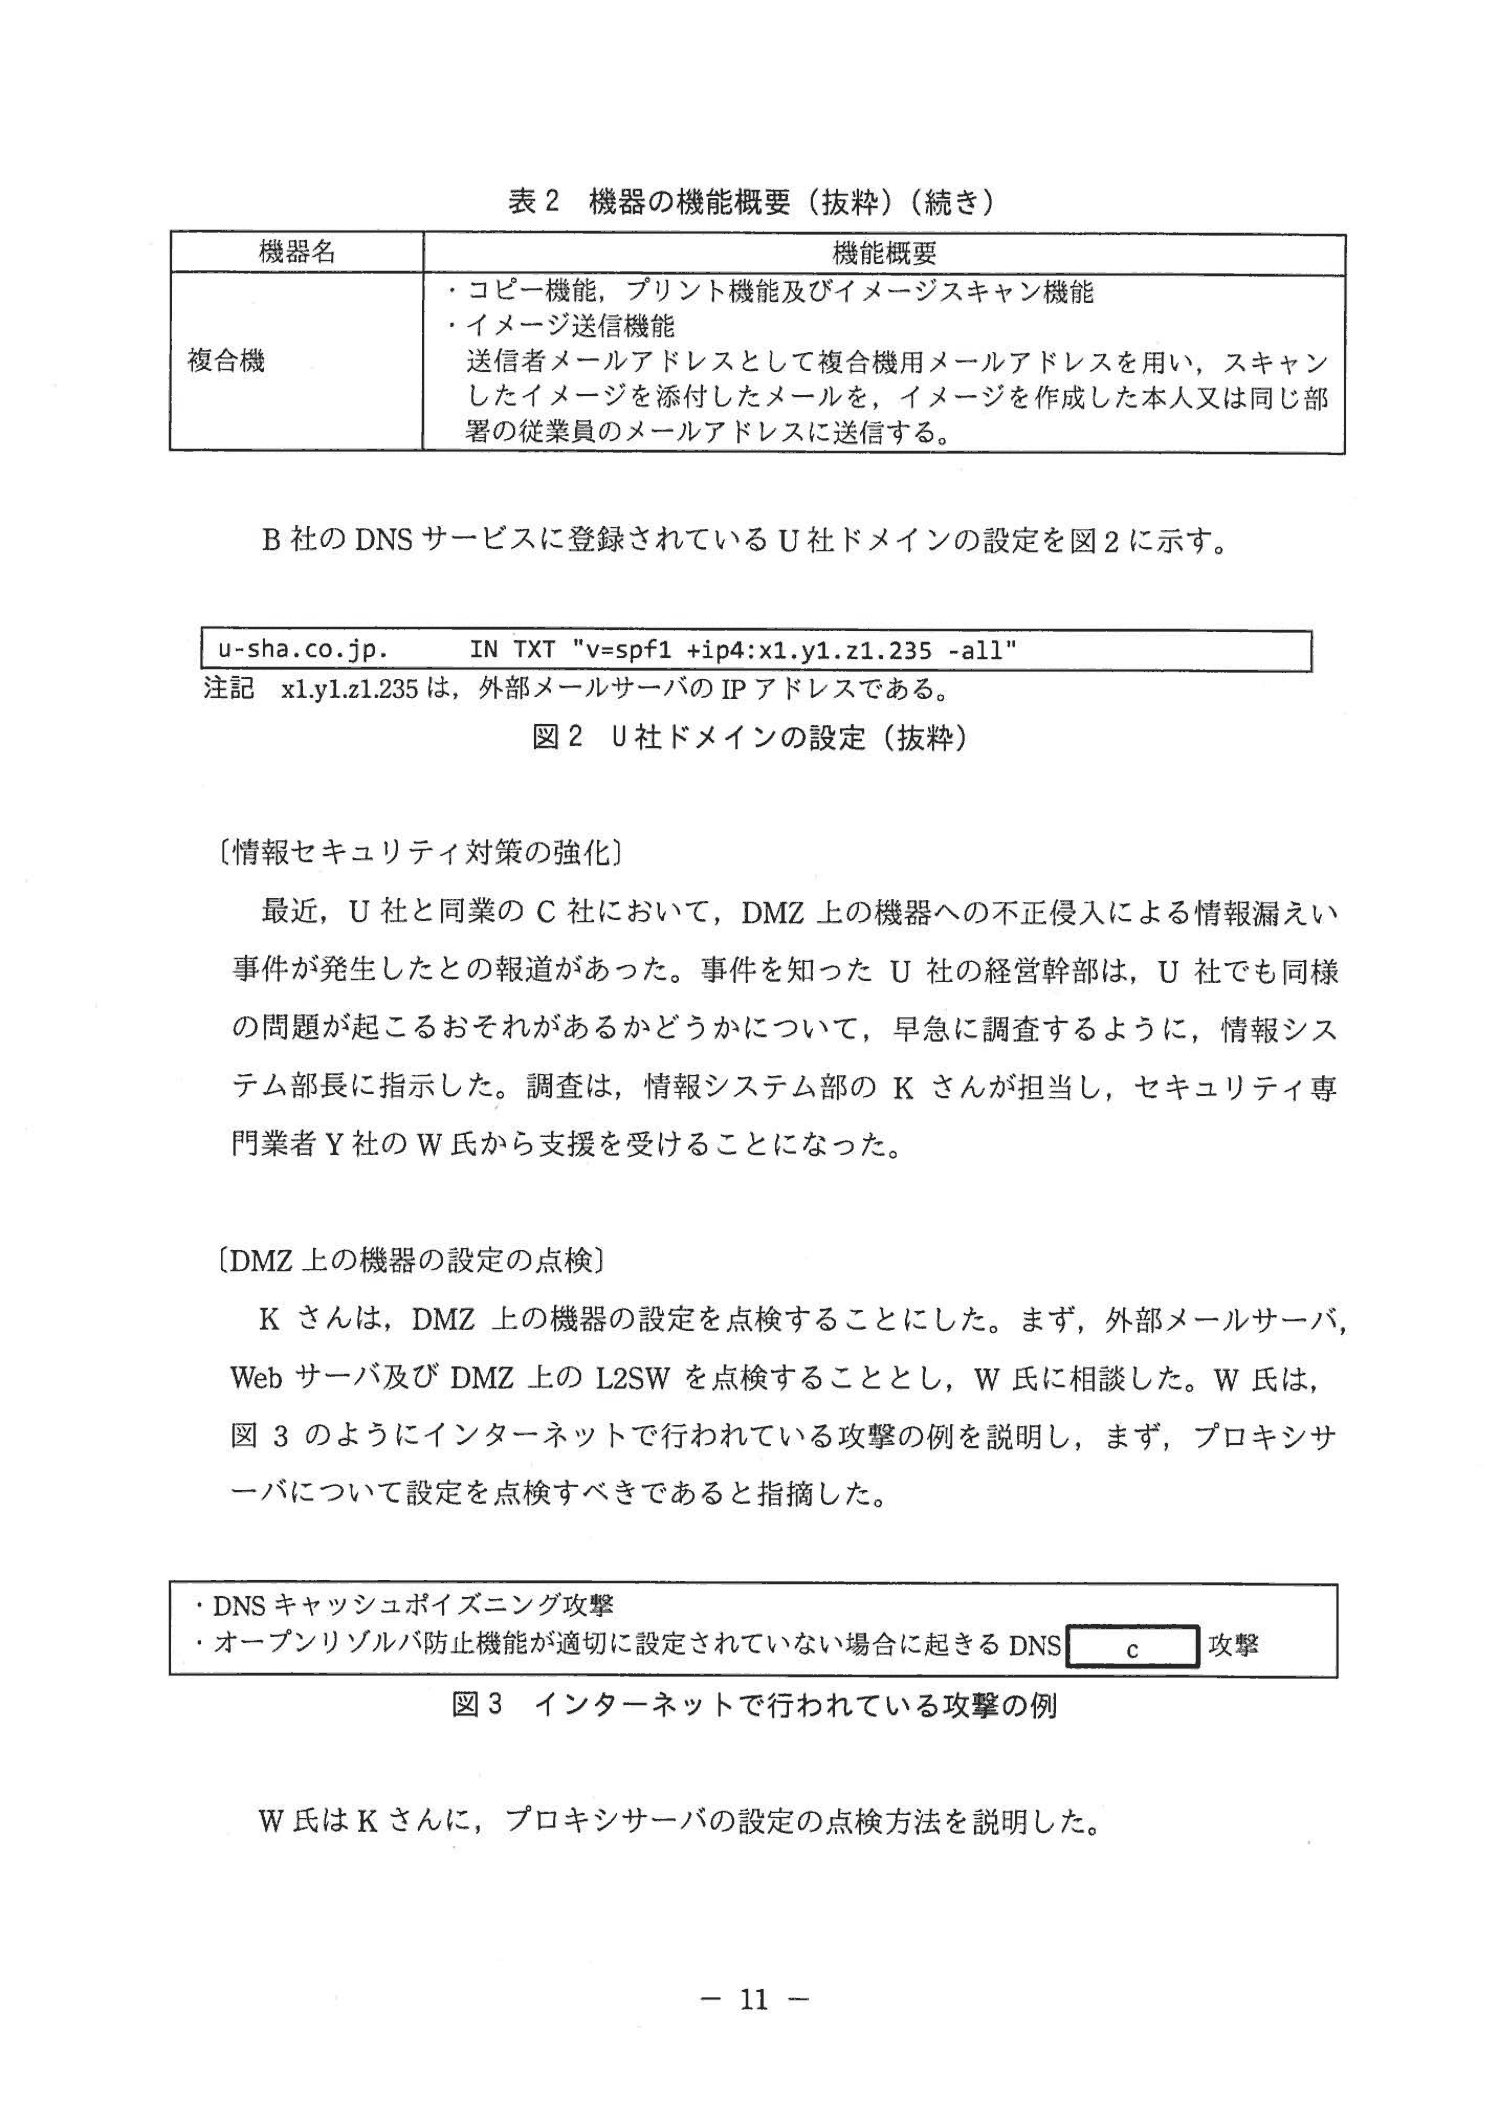 表2　機器の機能概要（抜粋）（続き）
機器名
機能概要
複合機
・コピー機能，プリント機能及びイメージスキャン機能
・イメージ送信機能
送信者メールアドレスとして複合機用メールアドレスを用い，スキャン
したイメージを添付したメールを，イメージを作成した本人又は同じ部
署の従業員のメールアドレスに送信する。
B社のDNSサービスに登録されているU社ドメインの設定を図2に示す。
u-sha.co.jp.　　IN TXT "v=spf1 +ip4:x1.y1.z1.235 -all"
注記　x1.y1.z1.235は，外部メールサーバのIPアドレスである。
図2　U社ドメインの設定（抜粋）
〔情報セキュリティ対策の強化〕
最近，U社と同業のC社において，DMZ上の機器への不正侵入による情報漏えい
事件が発生したとの報道があった。事件を知ったU社の経営幹部は，U社でも同様
の問題が起こるおそれがあるかどうかについて，早急に調査するように，情報シス
テム部長に指示した。調査は，情報システム部のKさんが担当し，セキュリティ専
門業者Y社のW氏から支援を受けることになった。
〔DMZ上の機器の設定の点検〕
Kさんは，DMZ上の機器の設定を点検することにした。まず，外部メールサーバ，
Webサーバ及びDMZ上のL2SWを点検することとし，W氏に相談した。W氏は，
図3のようにインターネットで行われている攻撃の例を説明し，まず，プロキシサ
ーバについて設定を点検すべきであると指摘した。
・DNSキャッシュポイズニング攻撃
・オープンリゾルバ防止機能が適切に設定されていない場合に起きるDNS c 攻撃
図3　インターネットで行われている攻撃の例
W氏はKさんに，プロキシサーバの設定の点検方法を説明した。
－ 11 －